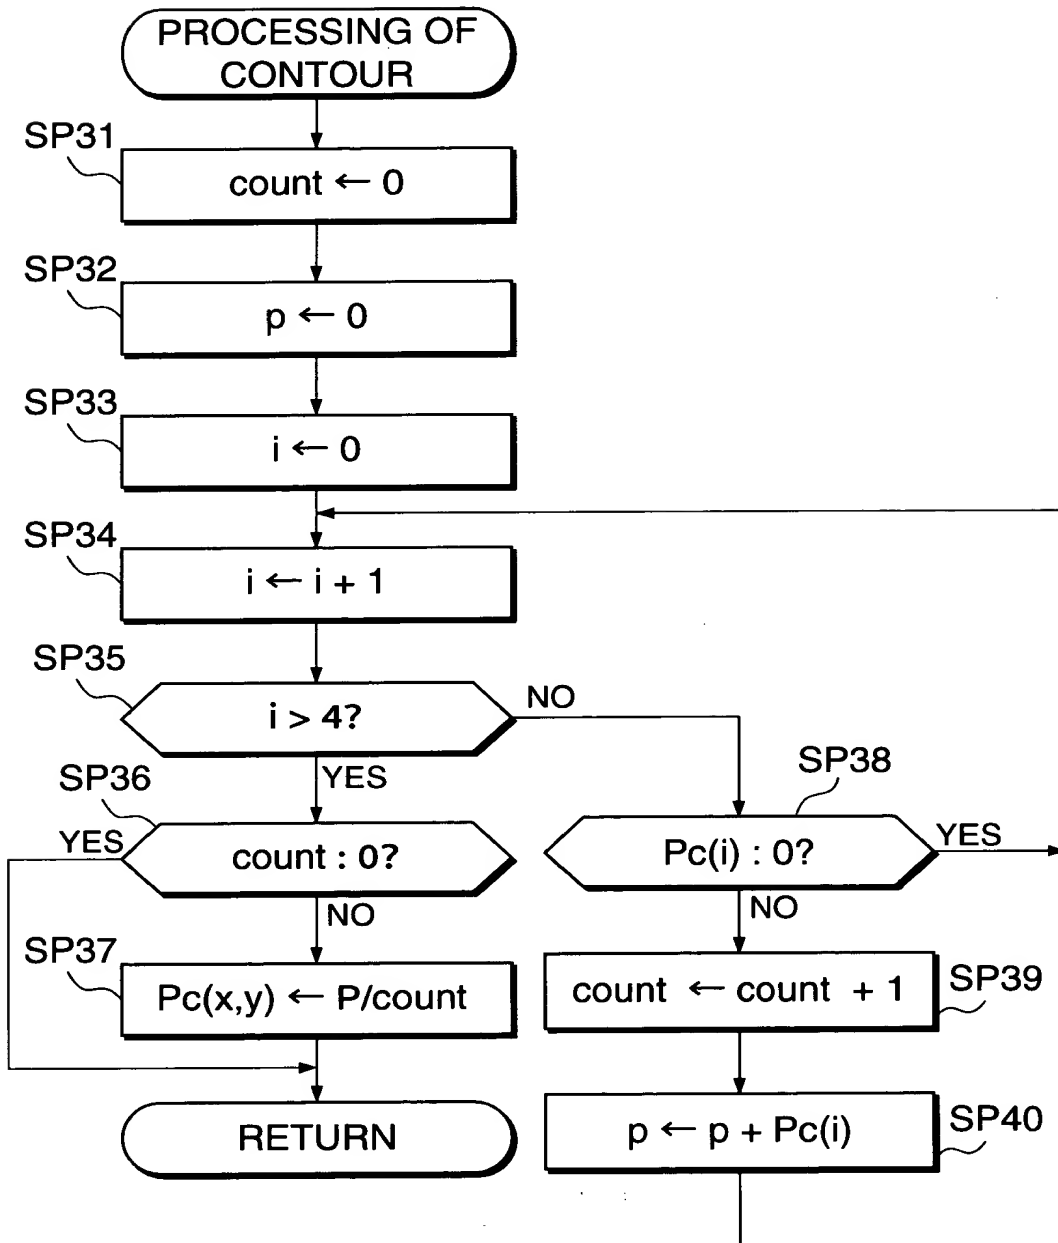 PROCESSING OF
CONTOUR
SP31
count ← 0
SP32
p ← 0
SP33
i ← 0
SP34
i ← i + 1
SP35
i > 4?
NO
YES
SP36
YES
count : 0?
NO
SP37
Pc(x,y) ← P/count
RETURN
SP38
Pc(i) : 0?
YES
NO
SP39
count ← count + 1
SP40
p ← p + Pc(i)